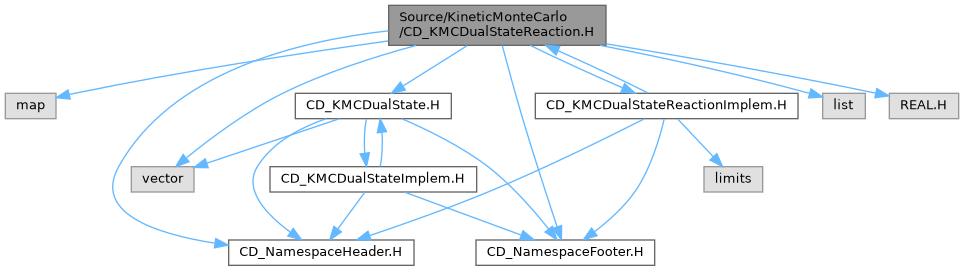 Source/KineticMonteCarlo
/CD_KMCDualStateReaction.H
map
CD_KMCDualState.H
CD_KMCDualStateReactionImplem.H
list
REAL.H
vector
CD_KMCDualStateImplem.H
limits
CD_NamespaceHeader.H
CD_NamespaceFooter.H